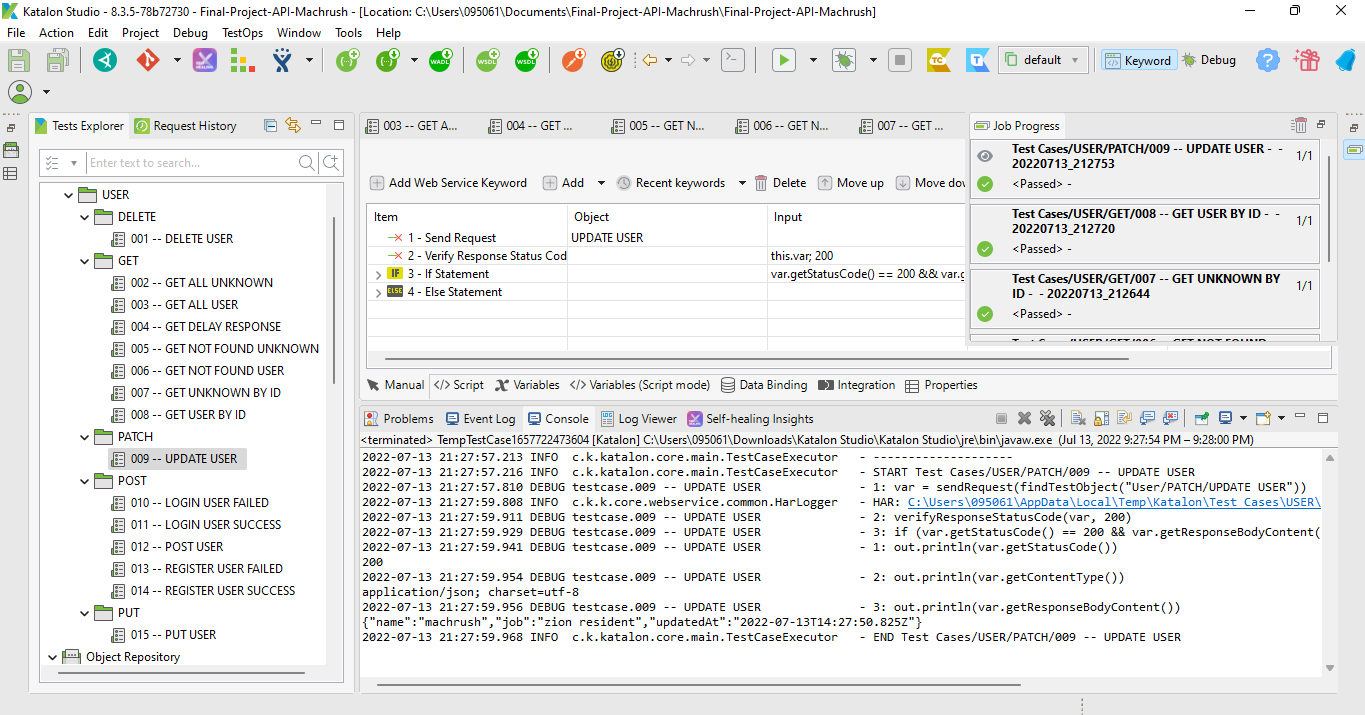 Katalon Studio - 8.3.5-78b72730 - Final-Project-API-Machrush - [Location: C:\Users\095061\Documents\Final-Project-API-Machrush\Final-Project-API-Machrush]
File Action Edit Project Debug TestOps Window Tools Help
WADL WSDL WSDL TC T default Keyword Debug
Tests Explorer Request History
Enter text to search...
USER
DELETE
001 -- DELETE USER
GET
002 -- GET ALL UNKNOWN
003 -- GET ALL USER
004 -- GET DELAY RESPONSE
005 -- GET NOT FOUND UNKNOWN
006 -- GET NOT FOUND USER
007 -- GET UNKNOWN BY ID
008 -- GET USER BY ID
PATCH
009 -- UPDATE USER
POST
010 -- LOGIN USER FAILED
011 -- LOGIN USER SUCCESS
012 -- POST USER
013 -- REGISTER USER FAILED
014 -- REGISTER USER SUCCESS
PUT
015 -- PUT USER
Object Repository
003 -- GET A... 004 -- GET ... 005 -- GET N... 006 -- GET N... 007 -- GET ...
Add Web Service Keyword Add Recent keywords Delete Move up Move dow
Item Object Input
1 - Send Request UPDATE USER
2 - Verify Response Status Cod this.var; 200
IF 3 - If Statement var.getStatusCode() == 200 && var.g
ELSE 4 - Else Statement
Job Progress
Test Cases/USER/PATCH/009 -- UPDATE USER - -
20220713_212753
1/1
<Passed> -
Test Cases/USER/GET/008 -- GET USER BY ID - -
20220713_212720
1/1
<Passed> -
Test Cases/USER/GET/007 -- GET UNKNOWN BY
ID - - 20220713_212644
1/1
<Passed> -
Manual Script Variables Variables (Script mode) Data Binding Integration Properties
Problems Event Log Console Log Viewer Self-healing Insights
<terminated> TempTestCase1657722473604 [Katalon] C:\Users\095061\Downloads\Katalon Studio\Katalon Studio\jre\bin\javaw.exe (Jul 13, 2022 9:27:54 PM – 9:28:00 PM)
2022-07-13 21:27:57.213 INFO c.k.katalon.core.main.TestCaseExecutor - --------------------
2022-07-13 21:27:57.216 INFO c.k.katalon.core.main.TestCaseExecutor - START Test Cases/USER/PATCH/009 -- UPDATE USER
2022-07-13 21:27:57.810 DEBUG testcase.009 -- UPDATE USER - 1: var = sendRequest(findTestObject("User/PATCH/UPDATE USER"))
2022-07-13 21:27:59.808 INFO c.k.k.core.webservice.common.HarLogger - HAR: C:\Users\095061\AppData\Local\Temp\Katalon\Test Cases\USER\
2022-07-13 21:27:59.911 DEBUG testcase.009 -- UPDATE USER - 2: verifyResponseStatusCode(var, 200)
2022-07-13 21:27:59.929 DEBUG testcase.009 -- UPDATE USER - 3: if (var.getStatusCode() == 200 && var.getResponseBodyContent(
2022-07-13 21:27:59.941 DEBUG testcase.009 -- UPDATE USER - 1: out.println(var.getStatusCode())
200
2022-07-13 21:27:59.954 DEBUG testcase.009 -- UPDATE USER - 2: out.println(var.getContentType())
application/json; charset=utf-8
2022-07-13 21:27:59.956 DEBUG testcase.009 -- UPDATE USER - 3: out.println(var.getResponseBodyContent())
{"name":"machrush","job":"zion resident","updatedAt":"2022-07-13T14:27:50.825Z"}
2022-07-13 21:27:59.968 INFO c.k.katalon.core.main.TestCaseExecutor - END Test Cases/USER/PATCH/009 -- UPDATE USER